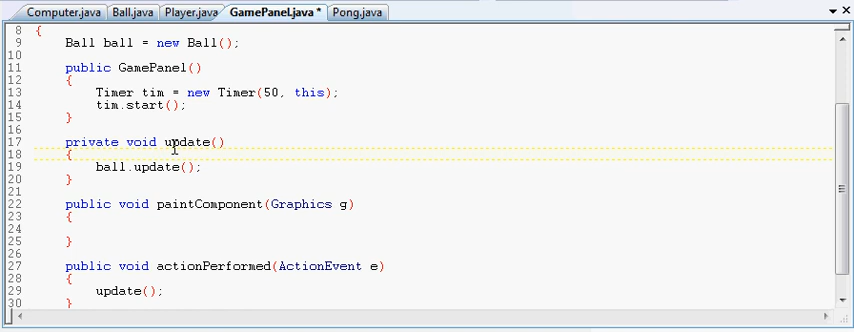 Computer.java Ball.java Player.java GamePanel.java * Pong.java
8 {
9 Ball ball = new Ball();
10
11 public GamePanel()
12 {
13 Timer tim = new Timer(50, this);
14 tim.start();
15 }
16
17 private void update()
18 {
19 ball.update();
20 }
21
22 public void paintComponent(Graphics g)
23 {
24
25 }
26
27 public void actionPerformed(ActionEvent e)
28 {
29 update();
30 }